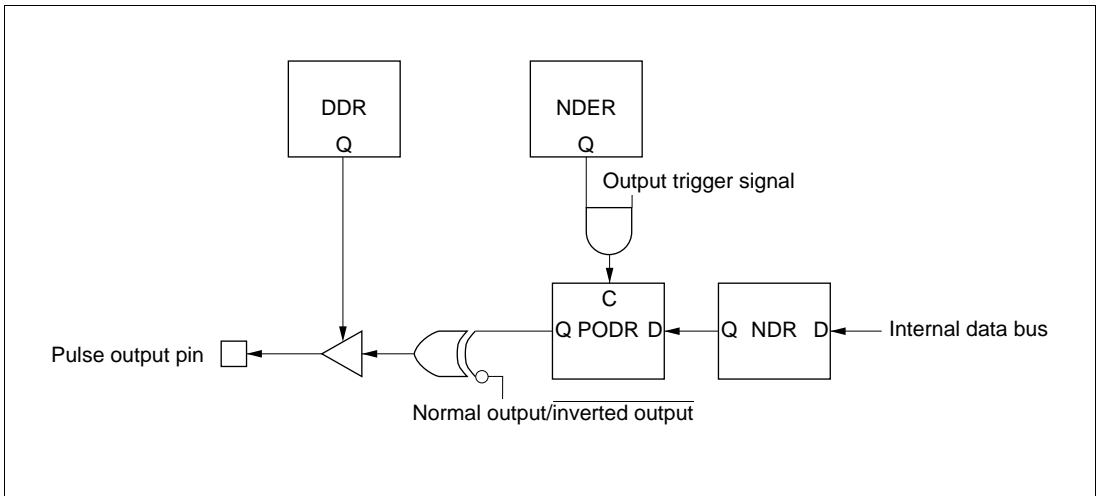 DDR
Q
NDER
Q
Output trigger signal
C
Q PODR D
Q NDR D
Internal data bus
Pulse output pin
Normal output/inverted output